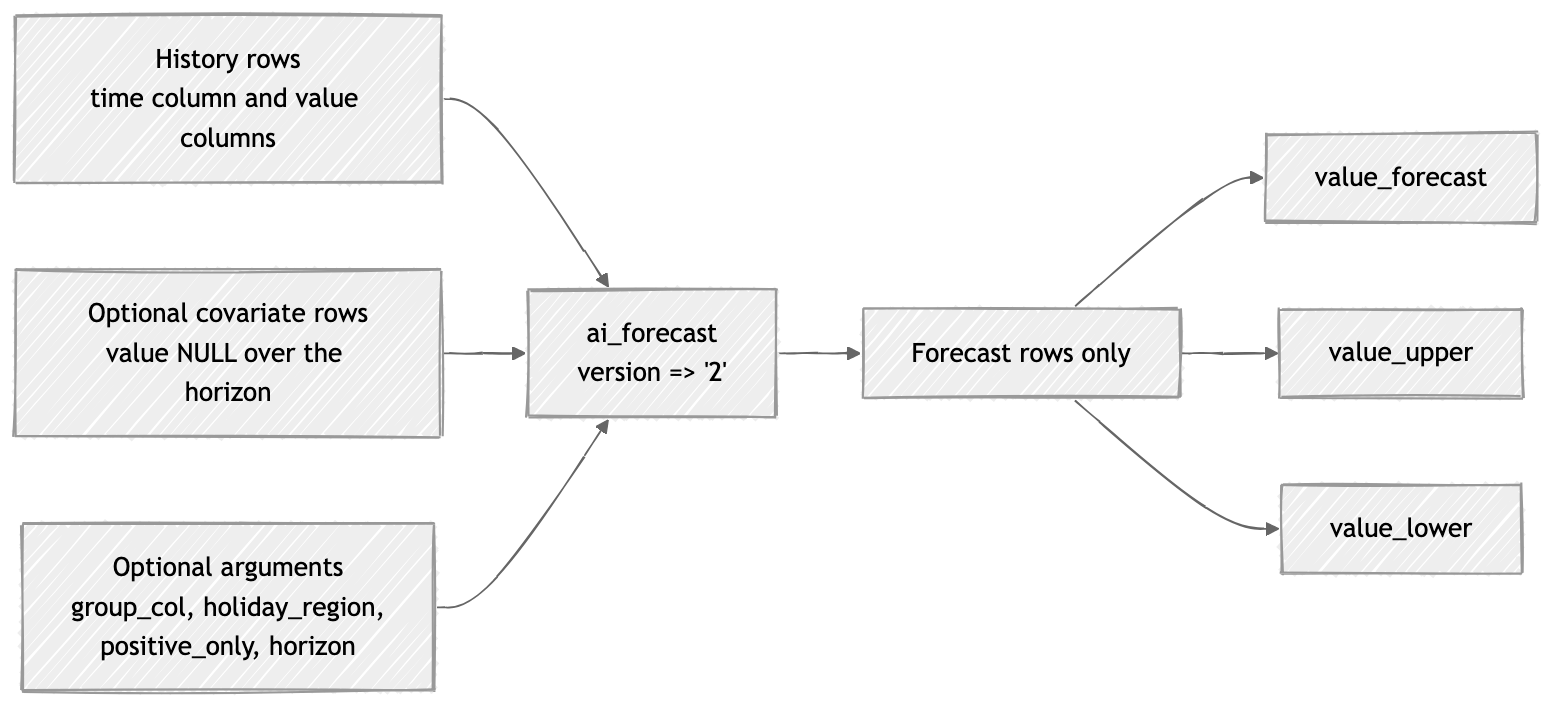 History rows
time column and value
columns
Optional covariate rows
value NULL over the
horizon
Optional arguments
group_col, holiday_region,
positive_only, horizon
ai_forecast
version => '2'
Forecast rows only
value_forecast
value_upper
value_lower